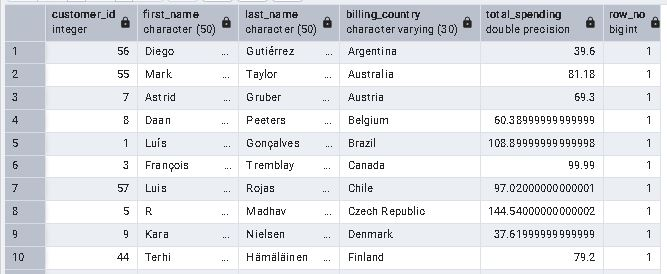 customer_id first_name last_name billing_country total_spending row_no
integer character (50) character (50) character varying (30) double precision bigint
1 56 Diego ... Gutiérrez ... Argentina 39.6 1
2 55 Mark ... Taylor ... Australia 81.18 1
3 7 Astrid ... Gruber ... Austria 69.3 1
4 8 Daan ... Peeters ... Belgium 60.38999999999999 1
5 1 Luís ... Gonçalves ... Brazil 108.89999999999998 1
6 3 François ... Tremblay ... Canada 99.99 1
7 57 Luis ... Rojas ... Chile 97.02000000000001 1
8 5 R ... Madhav ... Czech Republic 144.54000000000002 1
9 9 Kara ... Nielsen ... Denmark 37.61999999999999 1
10 44 Terhi ... Hämäläinen ... Finland 79.2 1